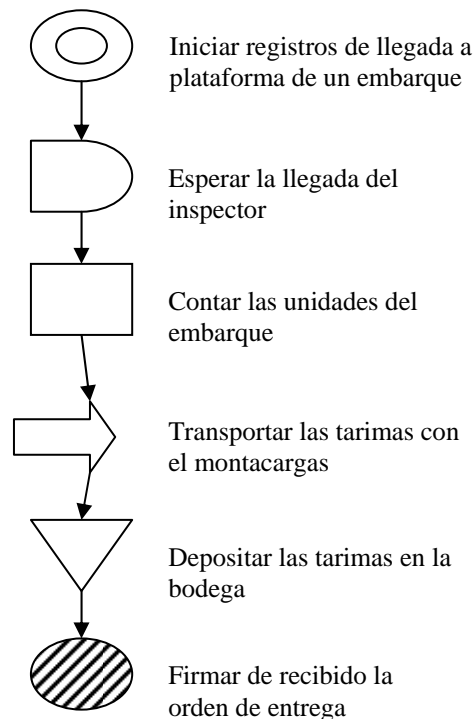 Iniciar registros de llegada a
plataforma de un embarque
Esperar la llegada del
inspector
Contar las unidades del
embarque
Transportar las tarimas con
el montacargas
Depositar las tarimas en la
bodega
Firmar de recibido la
orden de entrega